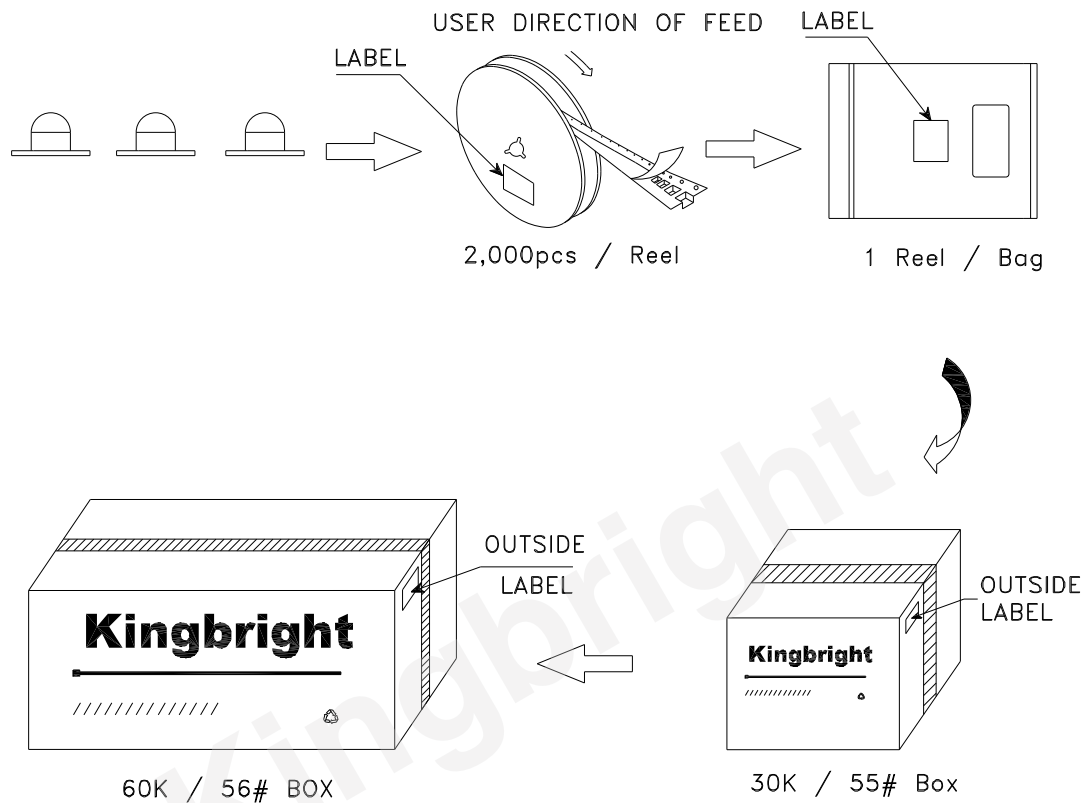 USER DIRECTION OF FEED
LABEL
LABEL
2,000pcs / Reel
1 Reel / Bag
OUTSIDE
LABEL
OUTSIDE
LABEL
Kingbright
Kingbright
Kingbright
60K / 56# BOX
30K / 55# Box